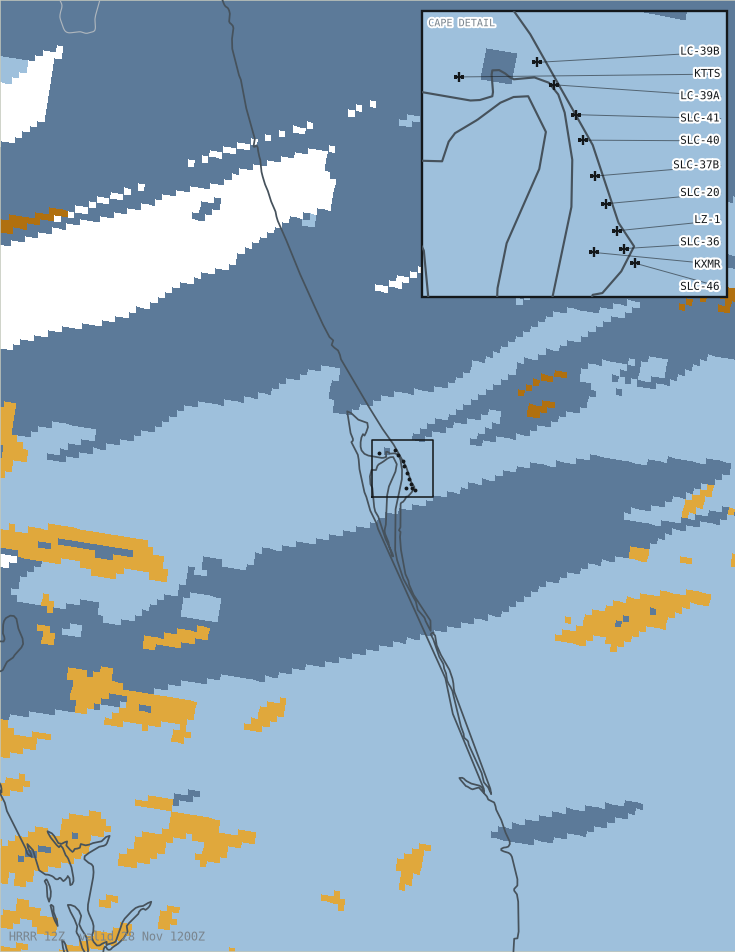 CAPE DETAIL
LC-39B
KTTS
LC-39A
SLC-41
SLC-40
SLC-37B
SLC-20
LZ-1
SLC-36
KXMR
SLC-46
HRRR 12Z valid 28 Nov 1200Z